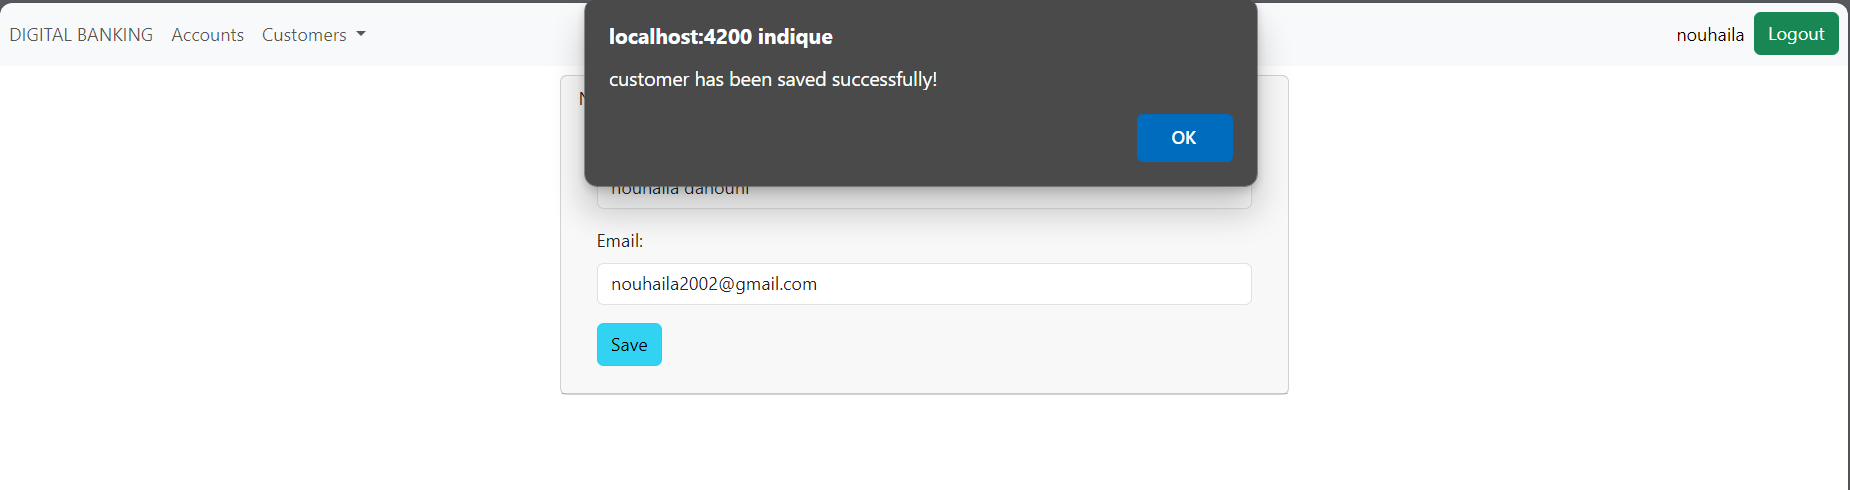 DIGITAL BANKING Accounts Customers nouhaila Logout
localhost:4200 indique
customer has been saved successfully!
OK
nouhaila
Email:
nouhaila2002@gmail.com
Save